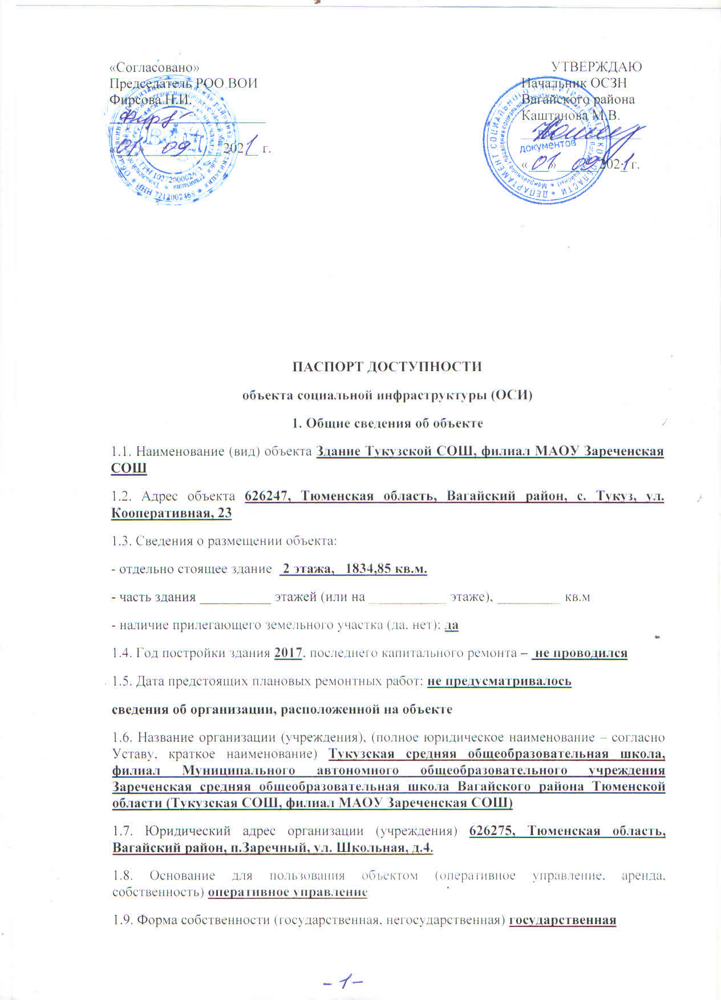 «Согласовано»
Председатель РОО ВОИ
Фирсова Н.И.
«01» 09 2021 г.
УТВЕРЖДАЮ
Начальник ОСЗН
Вагайского района
Каштанова М.В.
документов
«01» 09 2021 г.
ИНН 7212002468
ДЕПАРТАМЕНТ СОЦИАЛЬНОГО ОБЛАСТИ
ПАСПОРТ ДОСТУПНОСТИ
объекта социальной инфраструктуры (ОСИ)
1. Общие сведения об объекте
1.1. Наименование (вид) объекта Здание Тукузской СОШ, филиал МАОУ Зареченская
СОШ
1.2. Адрес объекта 626247, Тюменская область, Вагайский район, с. Тукуз, ул.
Кооперативная, 23
1.3. Сведения о размещении объекта:
- отдельно стоящее здание 2 этажа, 1834,85 кв.м.
- часть здания __________ этажей (или на ___________ этаже), _________ кв.м
- наличие прилегающего земельного участка (да, нет): да
1.4. Год постройки здания 2017, последнего капитального ремонта – не проводился
1.5. Дата предстоящих плановых ремонтных работ: не предусматривалось
сведения об организации, расположенной на объекте
1.6. Название организации (учреждения), (полное юридическое наименование – согласно
Уставу, краткое наименование) Тукузская средняя общеобразовательная школа,
филиал Муниципального автономного общеобразовательного учреждения
Зареченская средняя общеобразовательная школа Вагайского района Тюменской
области (Тукузская СОШ, филиал МАОУ Зареченская СОШ)
1.7. Юридический адрес организации (учреждения) 626275, Тюменская область,
Вагайский район, п.Заречный, ул. Школьная, д.4.
1.8. Основание для пользования объектом (оперативное управление, аренда,
собственность) оперативное управление
1.9. Форма собственности (государственная, негосударственная) государственная
-1-